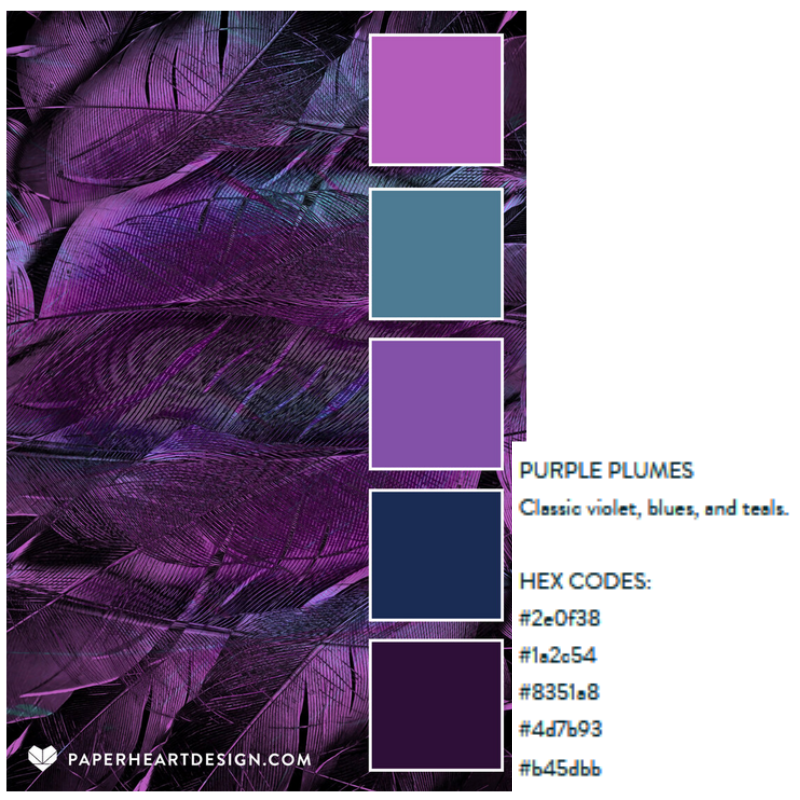 PURPLE PLUMES
Classic violet, blues, and teals.
HEX CODES:
#2e0f38
#1a2c54
#8351a8
#4d7b93
#b45dbb
PAPERHEARTDESIGN.COM